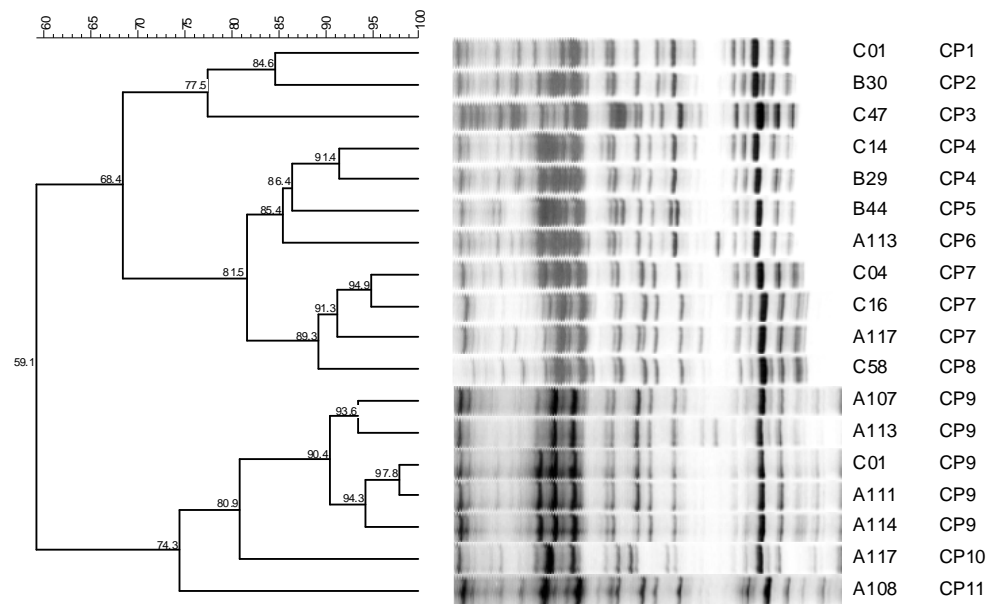 60 65 70 75 80 85 90 95 100
C01 CP1
84.6
B30 CP2
77.5
C47 CP3
C14 CP4
91.4
B29 CP4
86.4
68.4
B44 CP5
85.4
A113 CP6
81.5
C04 CP7
94.9
C16 CP7
91.3
A117 CP7
89.3
59.1
C58 CP8
A107 CP9
93.6
A113 CP9
90.4
C01 CP9
97.8
A111 CP9
94.3
80.9
A114 CP9
74.3
A117 CP10
A108 CP11